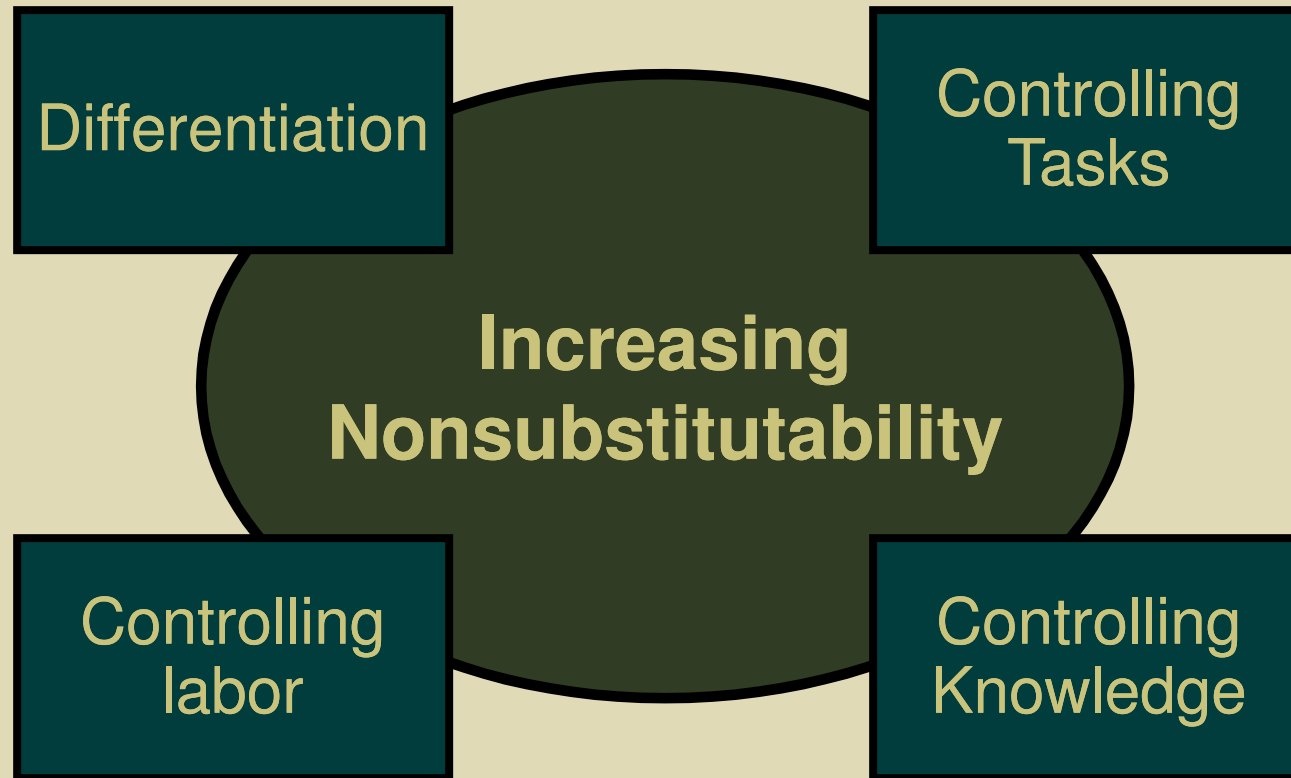 Differentiation
Controlling
Tasks
Increasing
Nonsubstitutability
Controlling
labor
Controlling
Knowledge